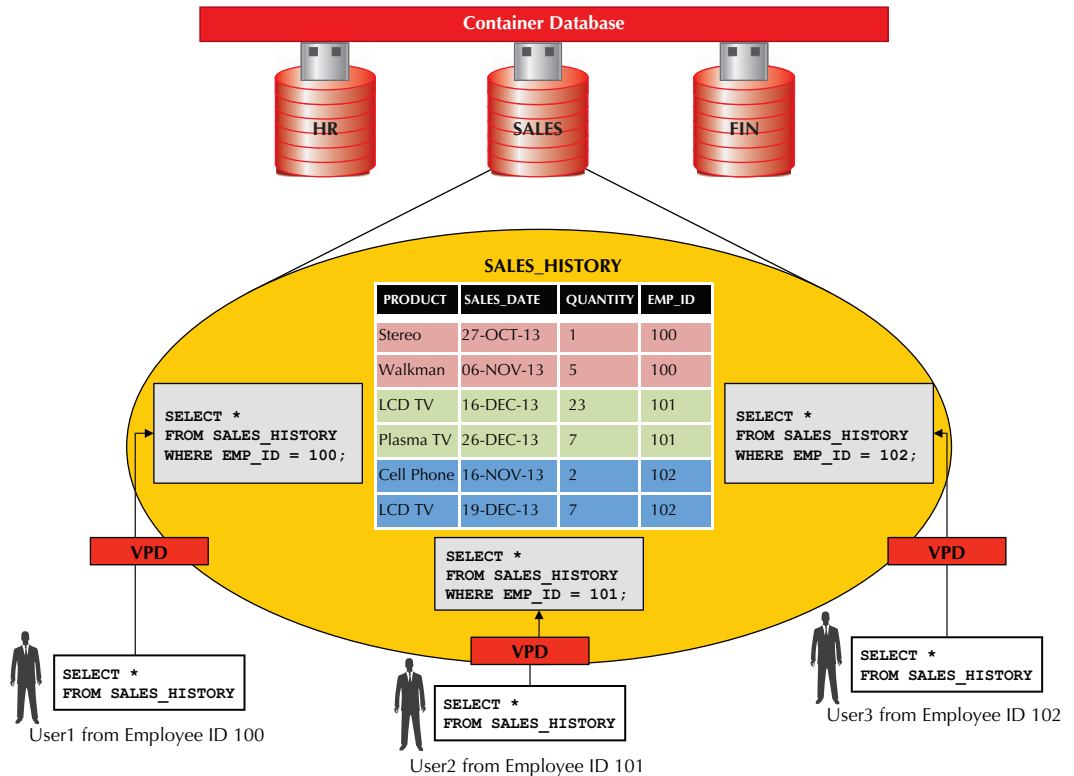 Container Database
HR
SALES
FIN
SALES_HISTORY
PRODUCT SALES_DATE QUANTITY EMP_ID
Stereo 27-OCT-13 1 100
Walkman 06-NOV-13 5 100
LCD TV 16-DEC-13 23 101
Plasma TV 26-DEC-13 7 101
Cell Phone 16-NOV-13 2 102
LCD TV 19-DEC-13 7 102
SELECT *
FROM SALES_HISTORY
WHERE EMP_ID = 100;
SELECT *
FROM SALES_HISTORY
WHERE EMP_ID = 102;
SELECT *
FROM SALES_HISTORY
WHERE EMP_ID = 101;
VPD
VPD
VPD
SELECT *
FROM SALES_HISTORY
User1 from Employee ID 100
SELECT *
FROM SALES_HISTORY
User2 from Employee ID 101
SELECT *
FROM SALES_HISTORY
User3 from Employee ID 102